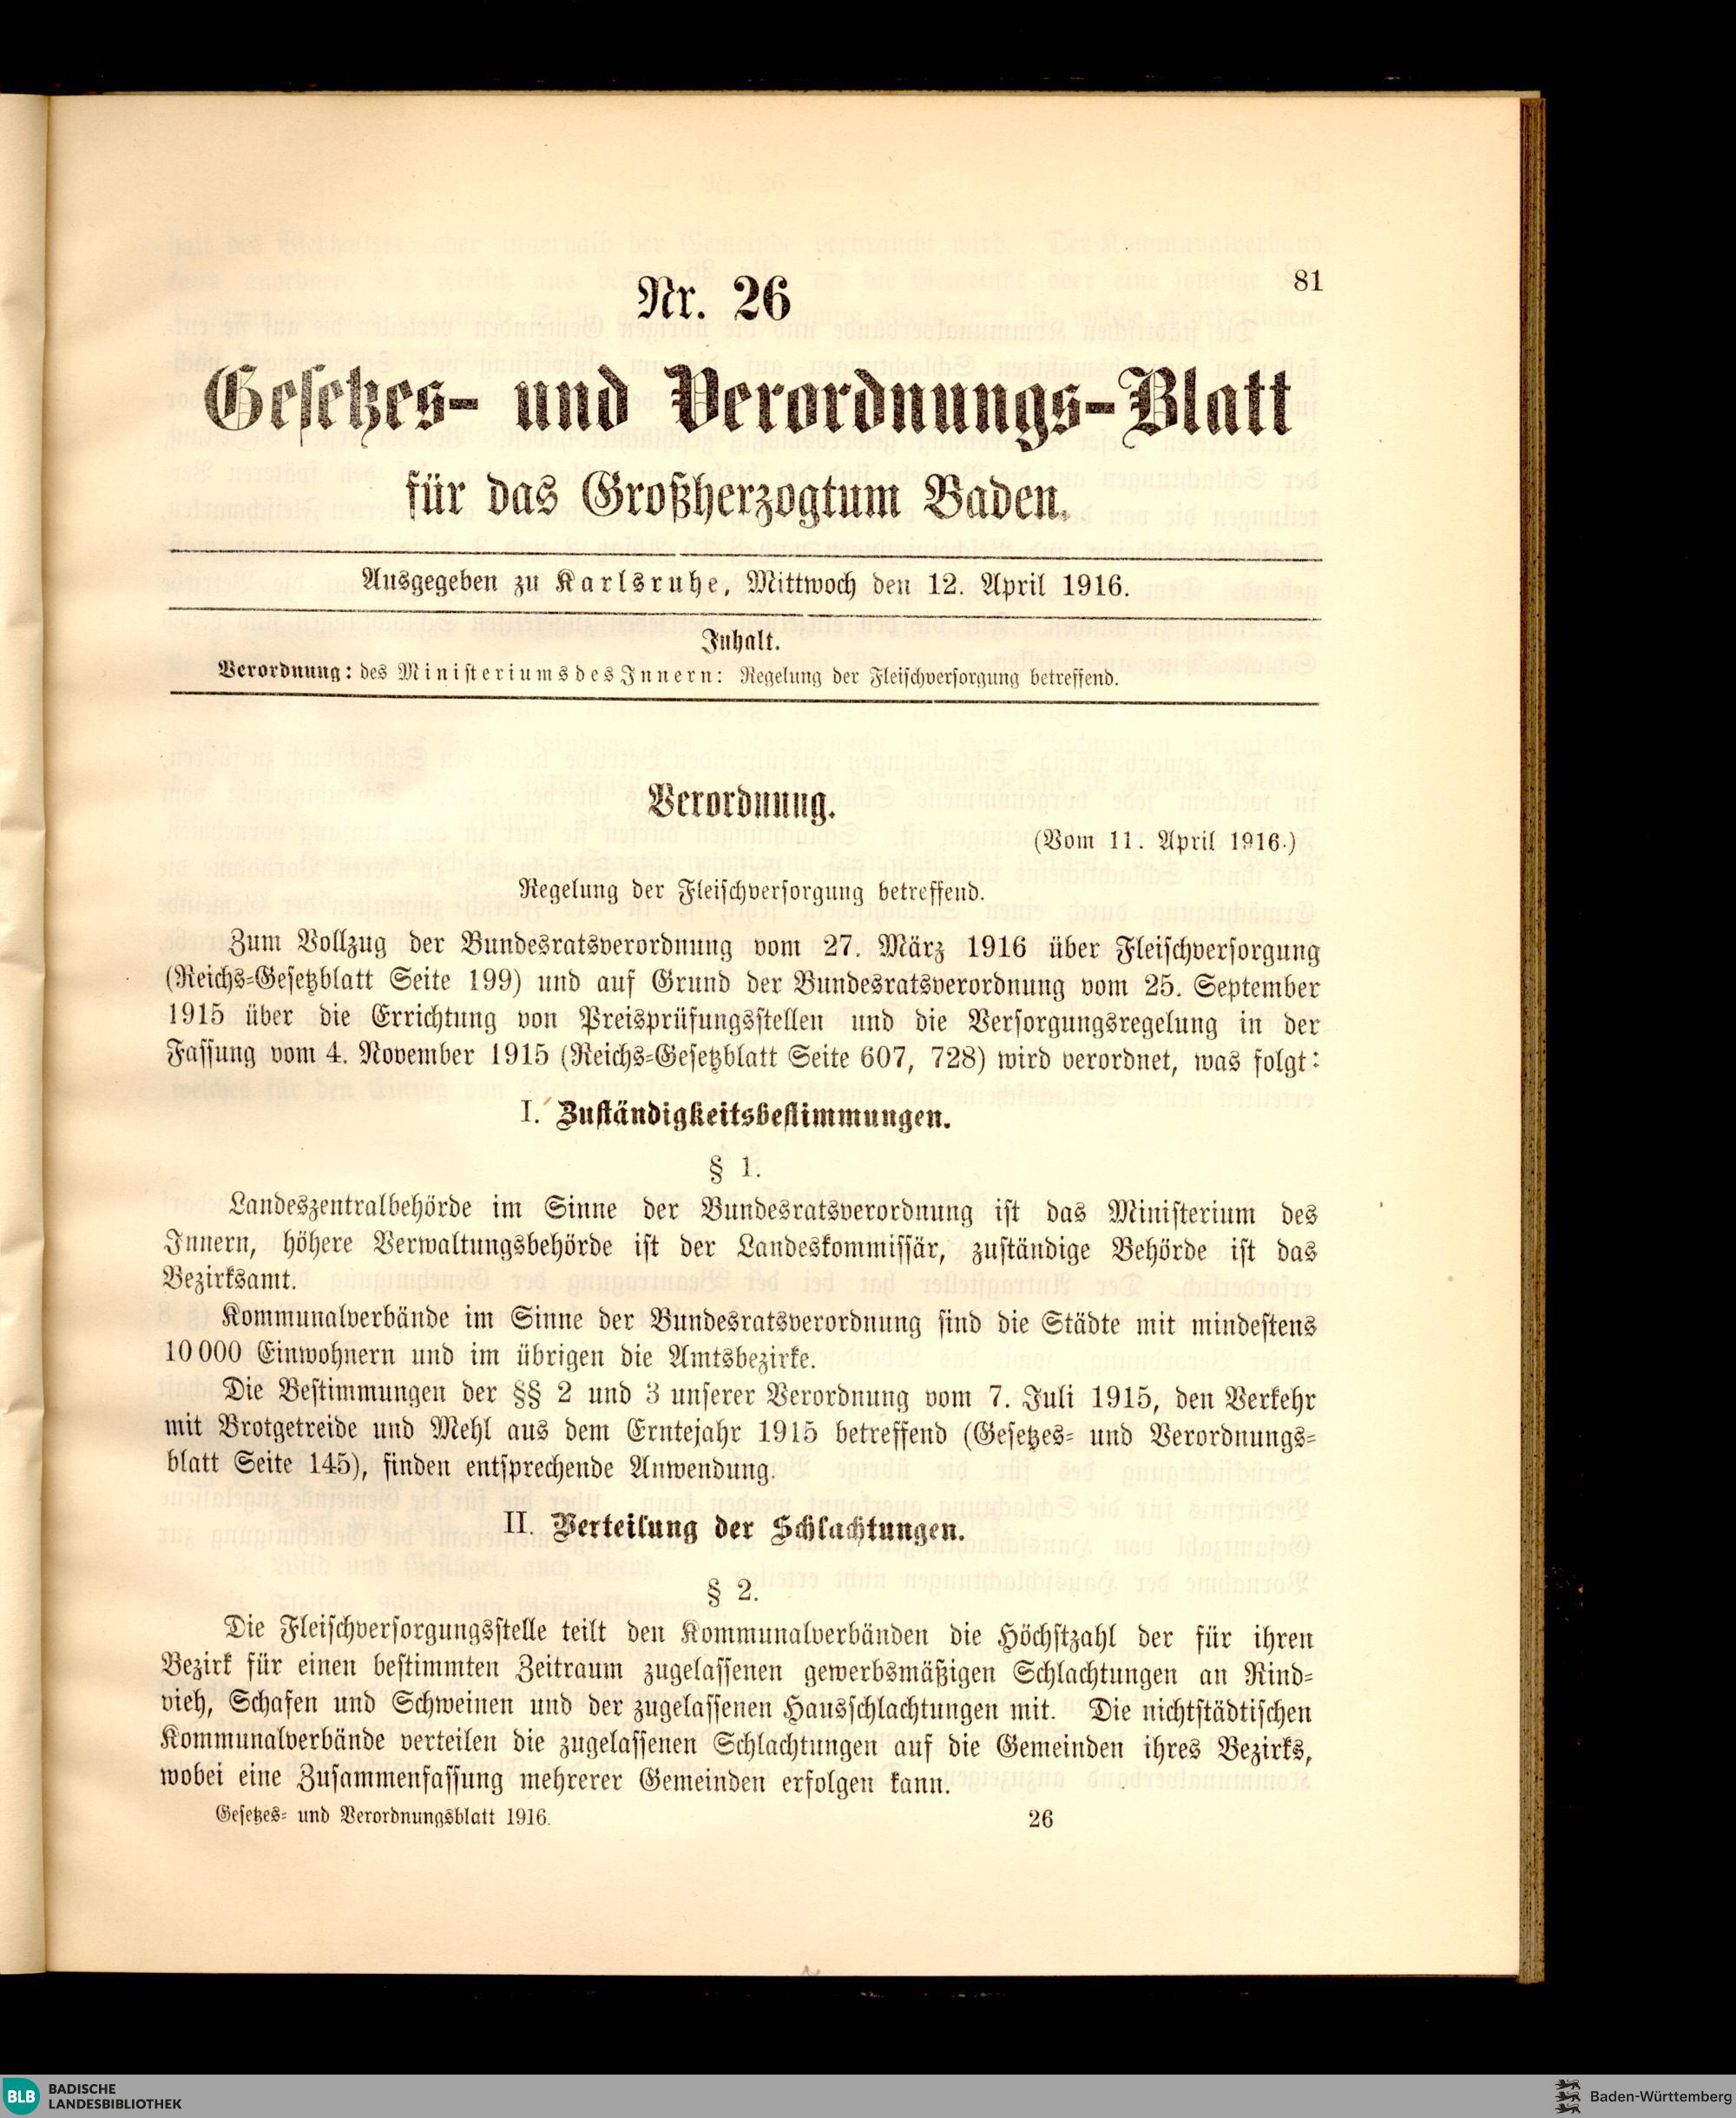 81
Nr. 26
Gesetzes- und Verordnungs-Blatt
für das Großherzogtum Baden.
Ausgegeben zu Karlsruhe, Mittwoch den 12. April 1916.
Inhalt.
Verordnung: des Ministeriums des Innern: Regelung der Fleischversorgung betreffend.
Verordnung.
(Vom 11. April 1916.)
Regelung der Fleischversorgung betreffend.
Zum Vollzug der Bundesratsverordnung vom 27. März 1916 über Fleischversorgung
(Reichs-Gesetzblatt Seite 199) und auf Grund der Bundesratsverordnung vom 25. September
1915 über die Errichtung von Preisprüfungsstellen und die Versorgungsregelung in der
Fassung vom 4. November 1915 (Reichs-Gesetzblatt Seite 607, 728) wird verordnet, was folgt:
I. Zuständigkeitsbestimmungen.
§ 1.
Landeszentralbehörde im Sinne der Bundesratsverordnung ist das Ministerium des
Innern, höhere Verwaltungsbehörde ist der Landeskommissär, zuständige Behörde ist das
Bezirksamt.
Kommunalverbände im Sinne der Bundesratsverordnung sind die Städte mit mindestens
10 000 Einwohnern und im übrigen die Amtsbezirke.
Die Bestimmungen der §§ 2 und 3 unserer Verordnung vom 7. Juli 1915, den Verkehr
mit Brotgetreide und Mehl aus dem Erntejahr 1915 betreffend (Gesetzes- und Verordnungs-
blatt Seite 145), finden entsprechende Anwendung.
II. Verteilung der Schlachtungen.
§ 2.
Die Fleischversorgungsstelle teilt den Kommunalverbänden die Höchstzahl der für ihren
Bezirk für einen bestimmten Zeitraum zugelassenen gewerbsmäßigen Schlachtungen an Rind-
vieh, Schafen und Schweinen und der zugelassenen Hausschlachtungen mit. Die nichtstädtischen
Kommunalverbände verteilen die zugelassenen Schlachtungen auf die Gemeinden ihres Bezirks,
wobei eine Zusammenfassung mehrerer Gemeinden erfolgen kann.
Gesetzes- und Verordnungsblatt 1916. 26
BLB BADISCHE
LANDESBIBLIOTHEK
Baden-Württemberg